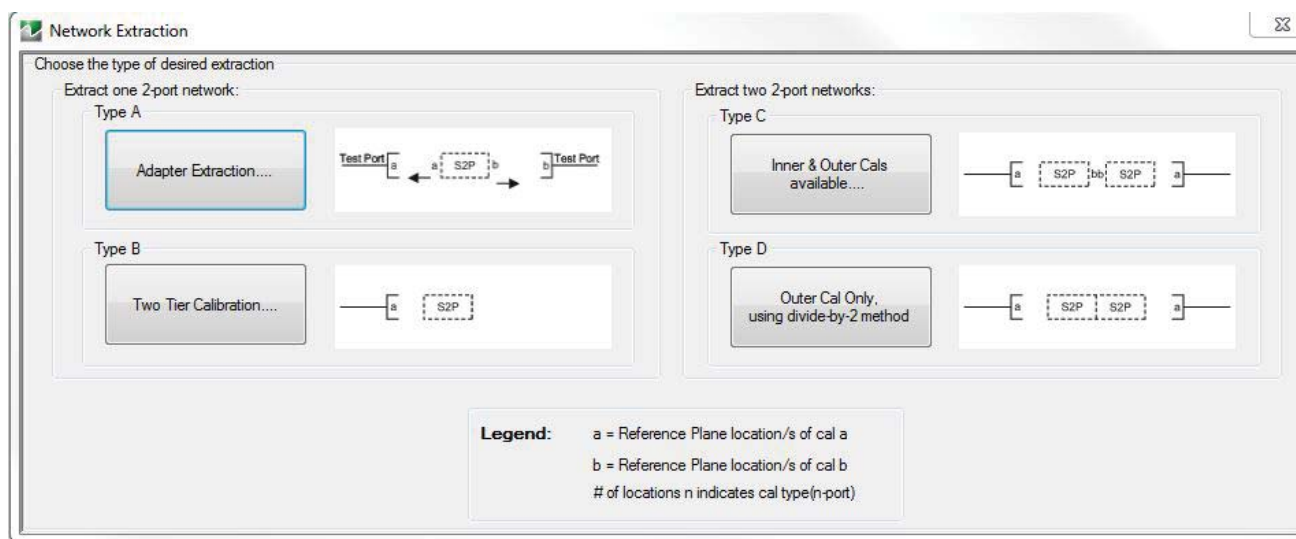 Network Extraction
Choose the type of desired extraction
Extract one 2-port network:
Type A
Adapter Extraction....
Test Port a a S2P b b Test Port
Type B
Two Tier Calibration....
a S2P
Extract two 2-port networks:
Type C
Inner & Outer Cals
available....
a S2P bb S2P a
Type D
Outer Cal Only,
using divide-by-2 method
a S2P S2P a
Legend: a = Reference Plane location/s of cal a
b = Reference Plane location/s of cal b
# of locations n indicates cal type(n-port)